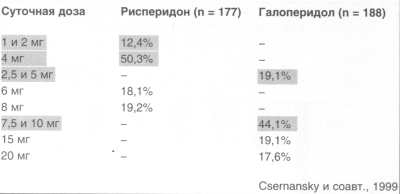 Суточная доза Рисперидон (n = 177) Галоперидол (n = 188)
1 и 2 мг 12,4% –
4 мг 50,3% –
2,5 и 5 мг – 19,1%
6 мг 18,1% –
8 мг 19,2% –
7,5 и 10 мг – 44,1%
15 мг – 19,1%
20 мг – 17,6%
Csernansky и соавт., 1999